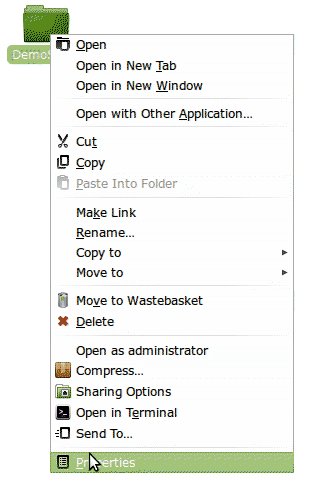 Open
Open in New Tab
Open in New Window
Open with Other Application...
Cut
Copy
Paste Into Folder
Make Link
Rename...
Copy to
Move to
Move to Wastebasket
Delete
Open as administrator
Compress...
Sharing Options
Open in Terminal
Send To...
Properties